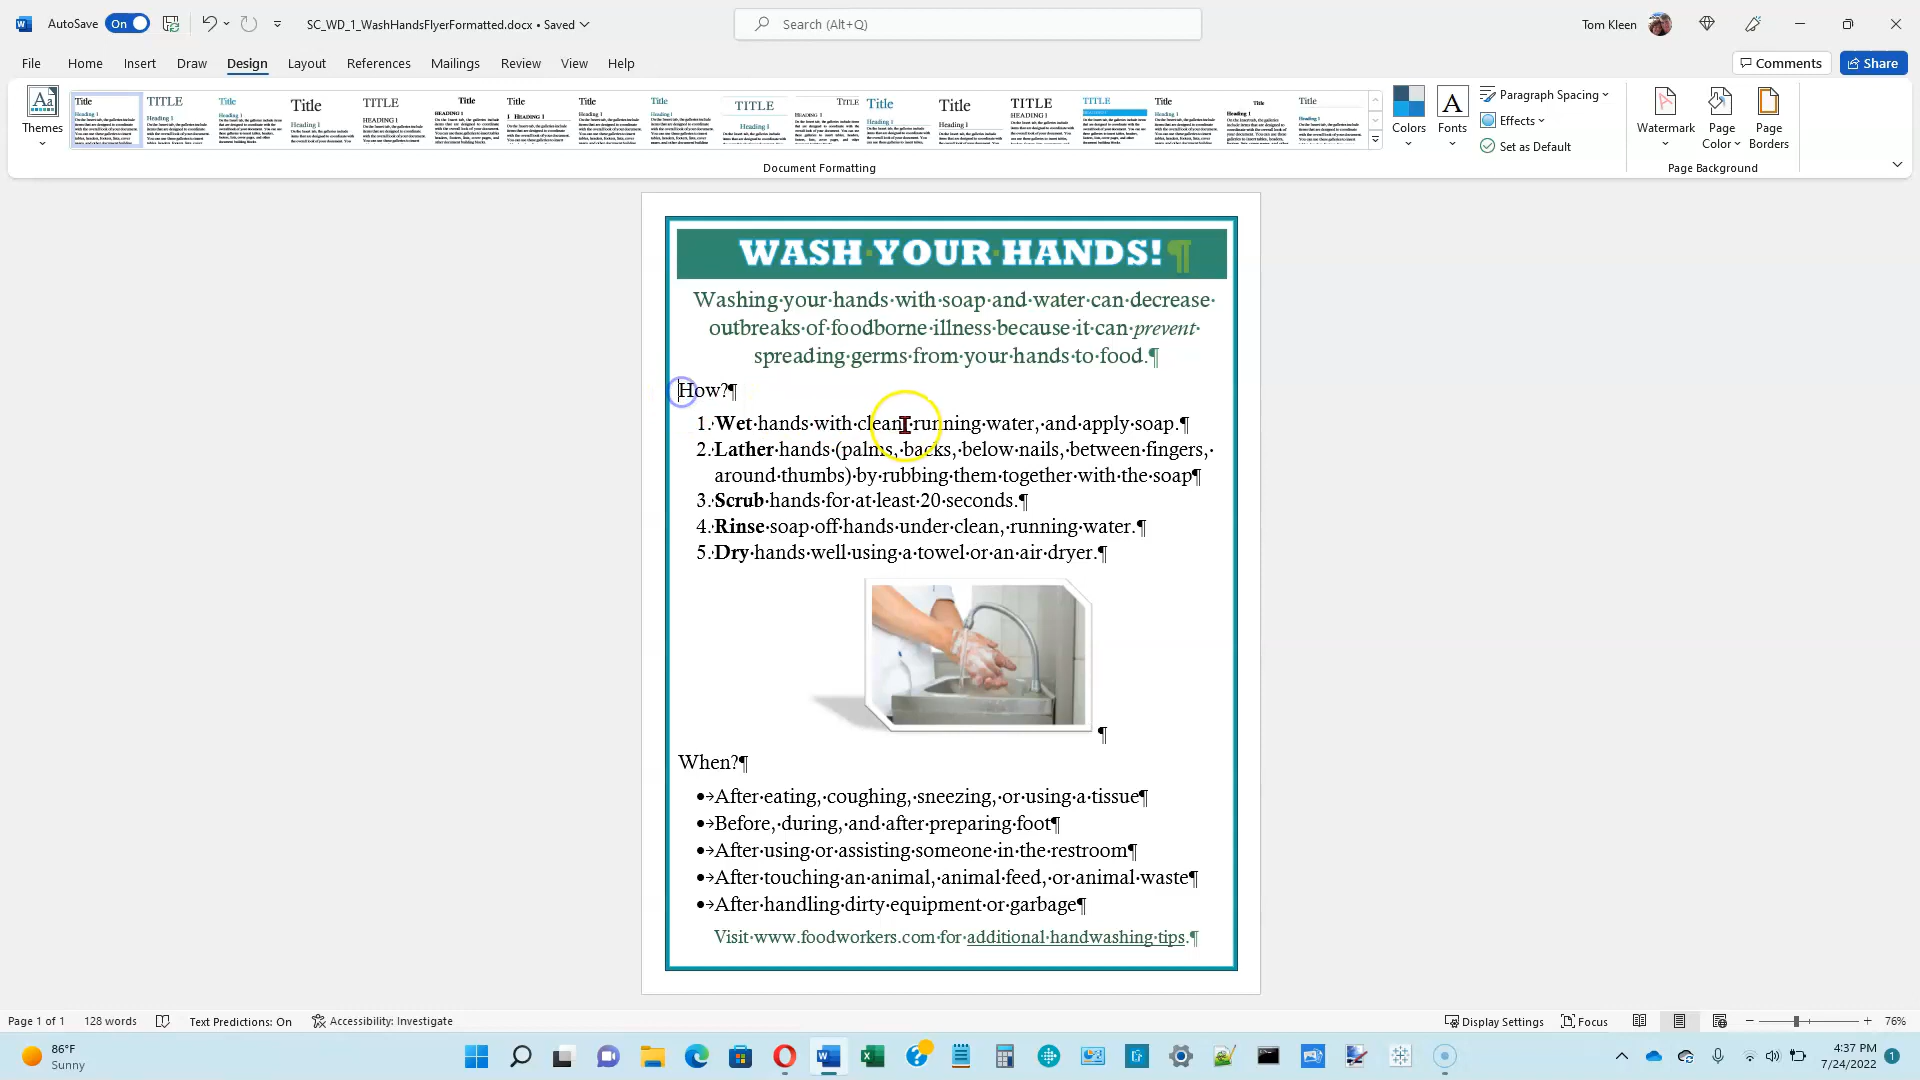 AutoSave On SC_WD_1_WashHandsFlyerFormatted.docx • Saved Search (Alt+Q) Tom Kleen
File Home Insert Draw Design Layout References Mailings Review View Help Comments Share
Themes
Colors
Fonts
Paragraph Spacing
Effects
Set as Default
Watermark
Page Color
Page Borders
Document Formatting
Page Background
WASH·YOUR·HANDS!¶
Washing·your·hands·with·soap·and·water·can·decrease·
outbreaks·of·foodborne·illness·because·it·can·prevent·
spreading·germs·from·your·hands·to·food.¶
How?¶
1.·Wet·hands·with·clean,·running·water,·and·apply·soap.¶
2.·Lather·hands·(palms,·backs,·below·nails,·between·fingers,·
around·thumbs)·by·rubbing·them·together·with·the·soap¶
3.·Scrub·hands·for·at·least·20·seconds.¶
4.·Rinse·soap·off·hands·under·clean,·running·water.¶
5.·Dry·hands·well·using·a·towel·or·an·air·dryer.¶
¶
When?¶
•→After·eating,·coughing,·sneezing,·or·using·a·tissue¶
•→Before,·during,·and·after·preparing·foot¶
•→After·using·or·assisting·someone·in·the·restroom¶
•→After·touching·an·animal,·animal·feed,·or·animal·waste¶
•→After·handling·dirty·equipment·or·garbage¶
Visit·www.foodworkers.com·for·additional·handwashing·tips.¶
Page 1 of 1 128 words Text Predictions: On Accessibility: Investigate Display Settings Focus 76%
86°F
Sunny
4:37 PM
7/24/2022 1